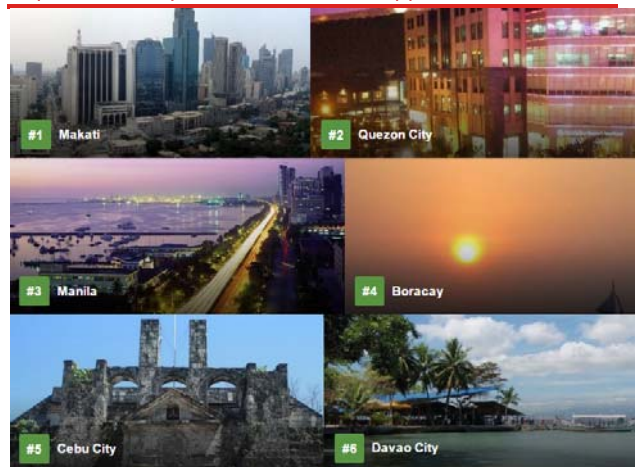 #1 Makati
#2 Quezon City
#3 Manila
#4 Boracay
#5 Cebu City
#6 Davao City